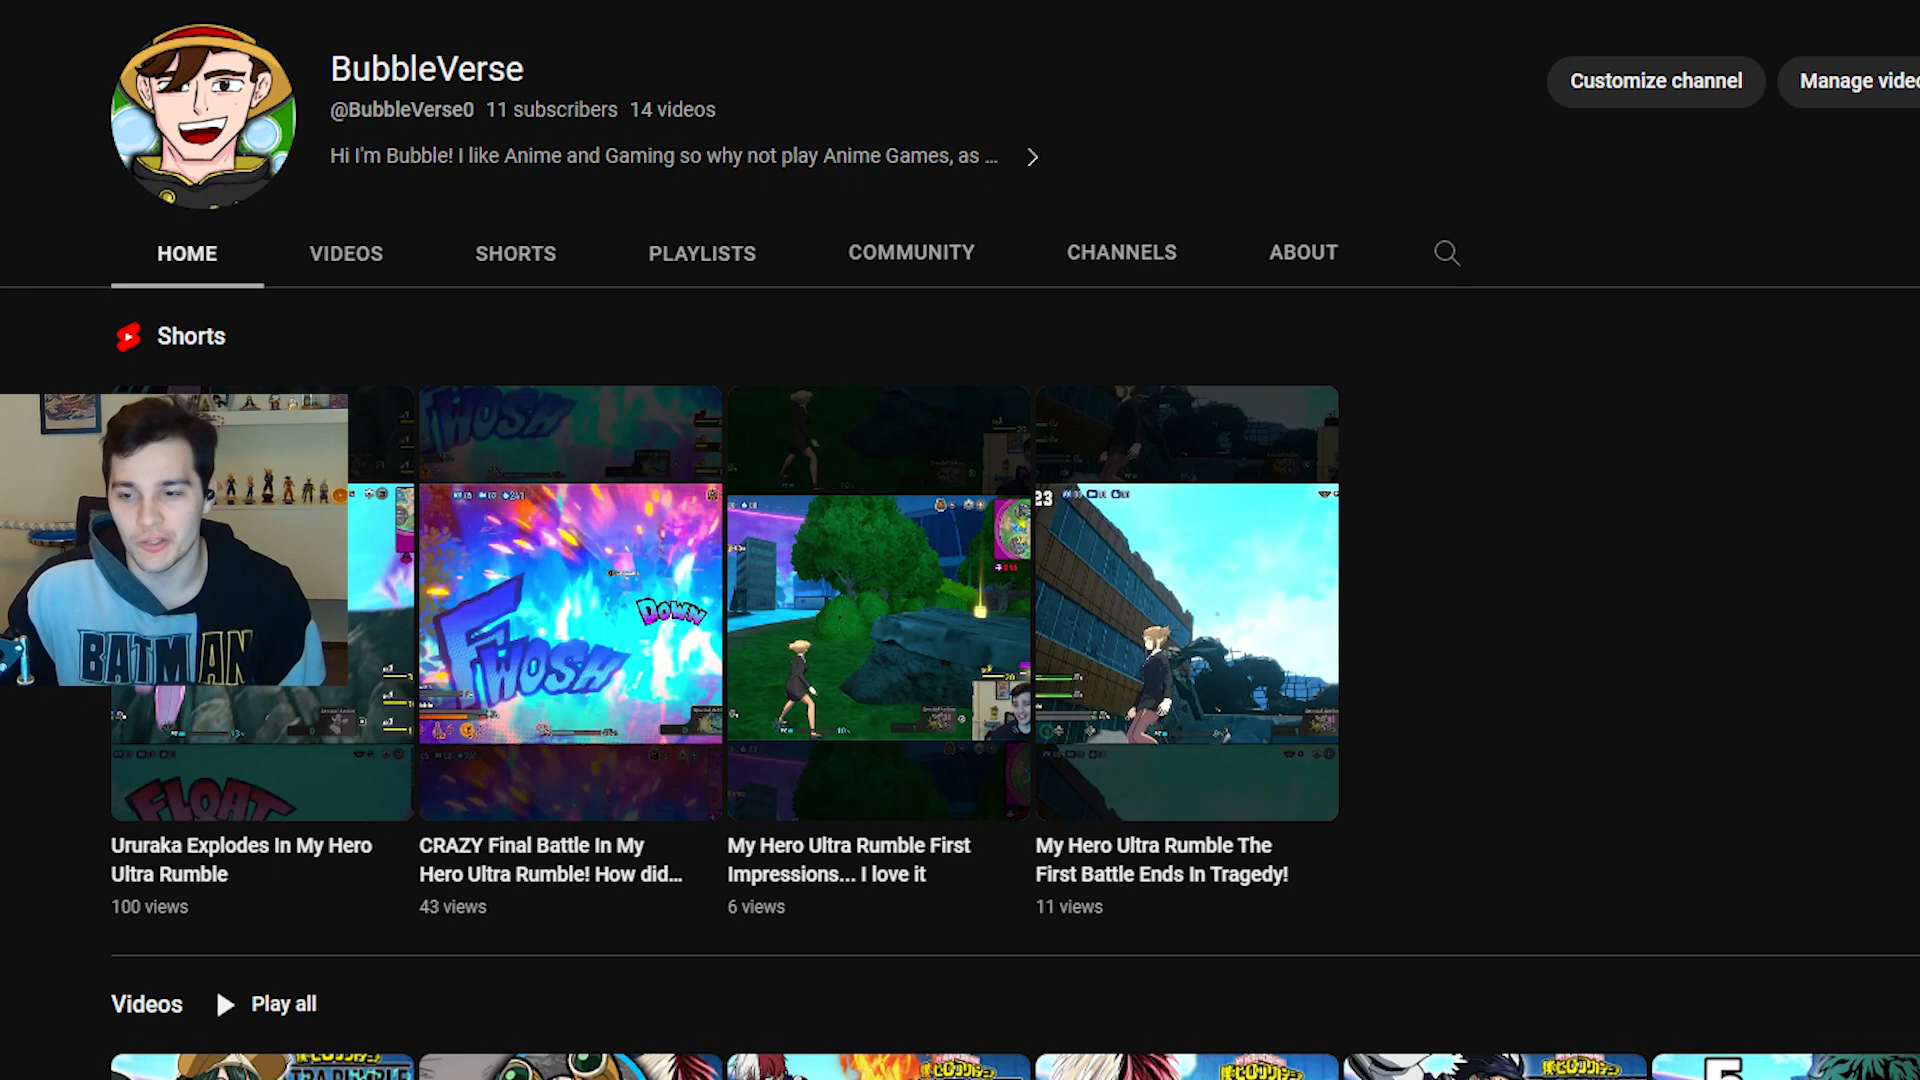 BubbleVerse
@BubbleVerse0 11 subscribers 14 videos
Hi I'm Bubble! I like Anime and Gaming so why not play Anime Games, as ...
Customize channel
Manage videο
HOME
VIDEOS
SHORTS
PLAYLISTS
COMMUNITY
CHANNELS
ABOUT
Shorts
WOSH
BATMAN
DOWN
FWOSH
23
FLOAT
Ururaka Explodes In My Hero
Ultra Rumble
100 views
CRAZY Final Battle In My
Hero Ultra Rumble! How did...
43 views
My Hero Ultra Rumble First
Impressions... I love it
6 views
My Hero Ultra Rumble The
First Battle Ends In Tragedy!
11 views
Videos
Play all